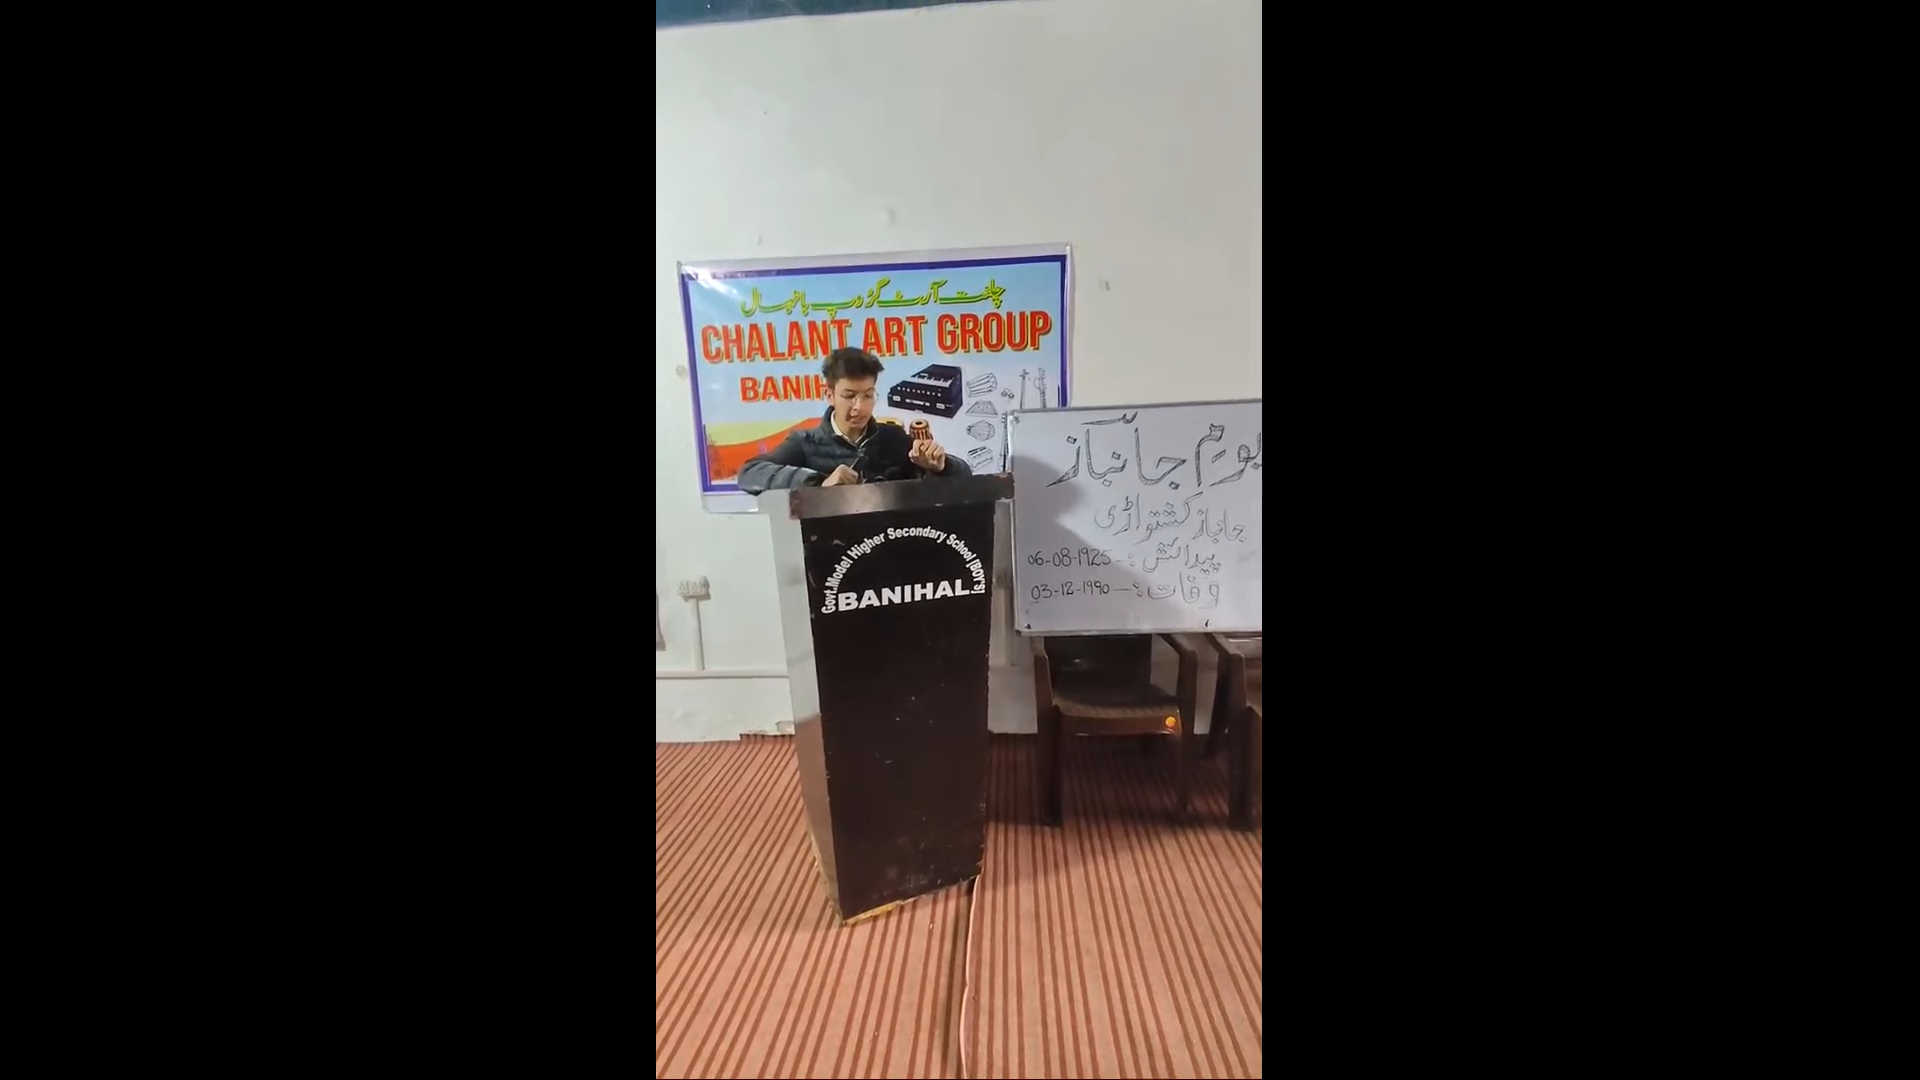 چلنت آرٹ گروپ بانہال
CHALANT ART GROUP
BANIH
Govt.Model Higher Secondary School [BOY'S]
BANIHAL
یومِ جانباز
جانباز کشتواڑی
پیدائش :- 06-08-1925
وفات :- 03-12-1990